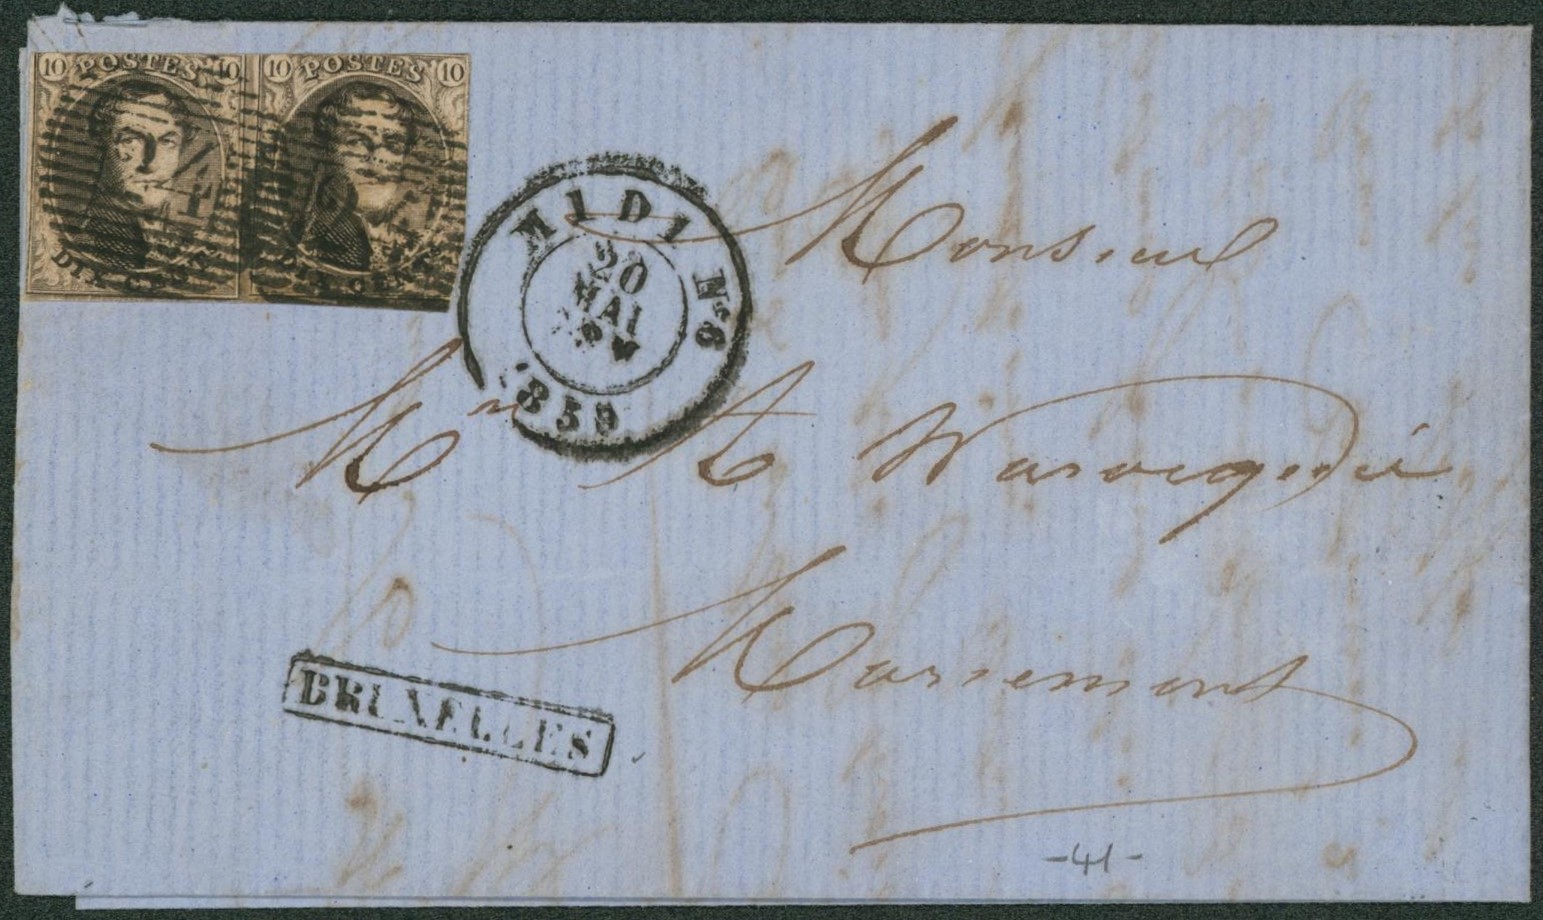 10 POSTES 10
10 POSTES 10
DIX CENT
DIX CENT
MIDI Nº 6
20
MAI
1859
Monsieur
Mr A Warocqué
Mariemont
BRUXELLES
-41-